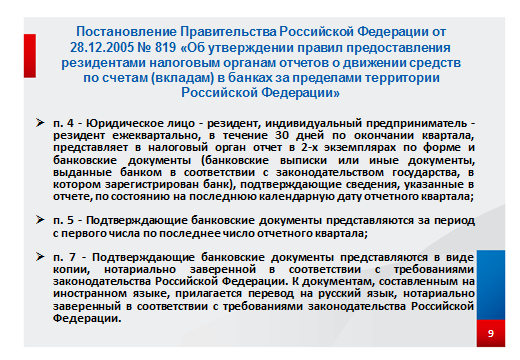 Постановление Правительства Российской Федерации от
28.12.2005 № 819 «Об утверждении правил предоставления
резидентами налоговым органам отчетов о движении средств
по счетам (вкладам) в банках за пределами территории
Российской Федерации»
п. 4 - Юридическое лицо - резидент, индивидуальный предприниматель -
резидент ежеквартально, в течение 30 дней по окончании квартала,
представляет в налоговый орган отчет в 2-х экземплярах по форме и
банковские документы (банковские выписки или иные документы,
выданные банком в соответствии с законодательством государства, в
котором зарегистрирован банк), подтверждающие сведения, указанные в
отчете, по состоянию на последнюю календарную дату отчетного квартала;
п. 5 - Подтверждающие банковские документы представляются за период
с первого числа по последнее число отчетного квартала;
п. 7 - Подтверждающие банковские документы представляются в виде
копии, нотариально заверенной в соответствии с требованиями
законодательства Российской Федерации. К документам, составленным на
иностранном языке, прилагается перевод на русский язык, нотариально
заверенный в соответствии с требованиями законодательства Российской
Федерации.
9